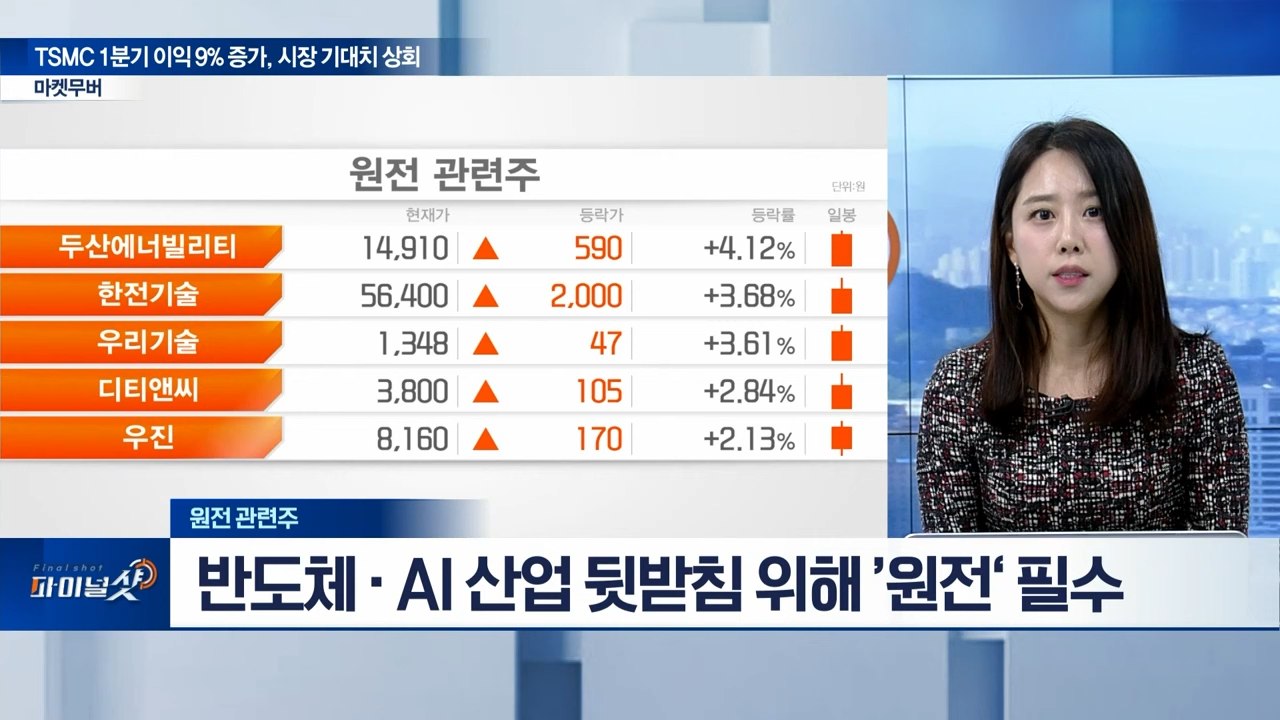 TSMC 1분기 이익 9% 증가, 시장 기대치 상회
마켓무버
원전 관련주
단위:원
현재가 등락가 등락률 일봉
두산에너빌리티 14,910 ▲ 590 +4.12%
한전기술 56,400 ▲ 2,000 +3.68%
우리기술 1,348 ▲ 47 +3.61%
디티앤씨 3,800 ▲ 105 +2.84%
우진 8,160 ▲ 170 +2.13%
원전 관련주
Final shot
파이널샷
반도체·AI 산업 뒷받침 위해 ’원전‘ 필수